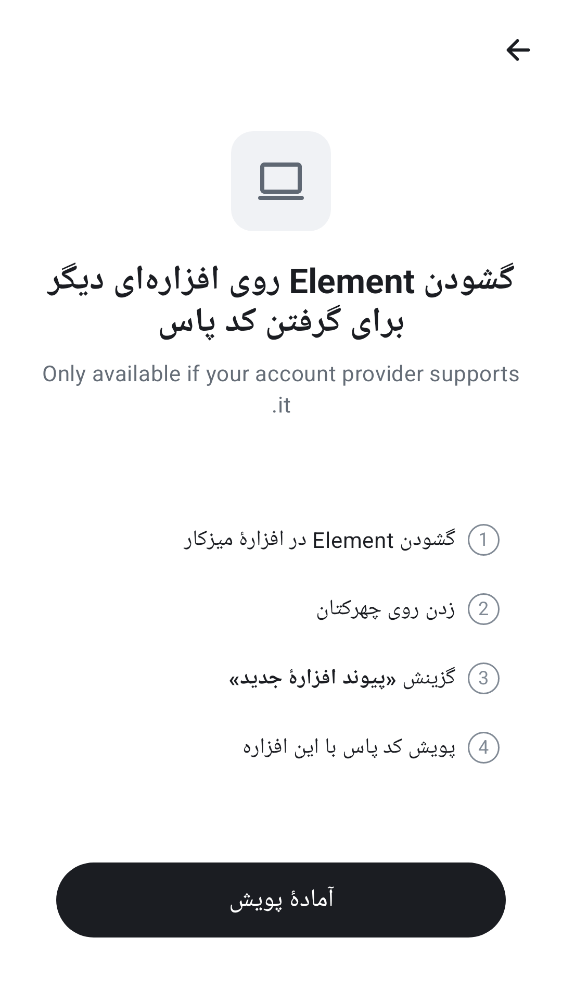 گشودن Element روی افزاره‌ای دیگر
برای گرفتن کد پاس
Only available if your account provider supports
it.
1 گشودن Element در افزارهٔ میزکار
2 زدن روی چهرکتان
3 گزینش «پیوند افزارهٔ جدید»
4 پویش کد پاس با این افزاره
آمادهٔ پویش